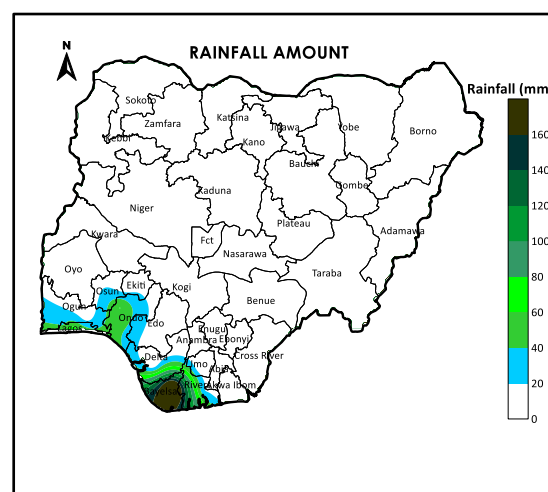 N
RAINFALL AMOUNT
Rainfall (mm
Sokoto
Zamfara
Katsina
Kano
Jigawa
Yobe
Borno
Kebbi
Bauchi
Gombe
Kaduna
Niger
Plateau
Adamawa
Kwara
Fct
Nasarawa
Taraba
Oyo
Osun
Ekiti
Kogi
Benue
Ogun
Ondo
Edo
Lagos
Enugu
Ebonyi
Anambra
Delta
Imo
Abia
Cross River
Bayelsa
Rivers
Akwa Ibom
160
140
120
100
80
60
40
20
0